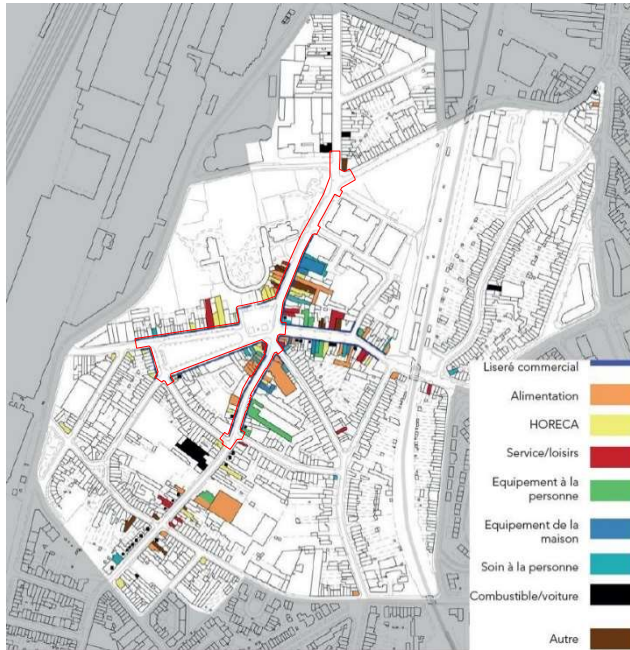 Liseré commercial
Alimentation
HORECA
Service/loisirs
Equipement à la
personne
Equipement de la
maison
Soin à la personne
Combustible/voiture
Autre